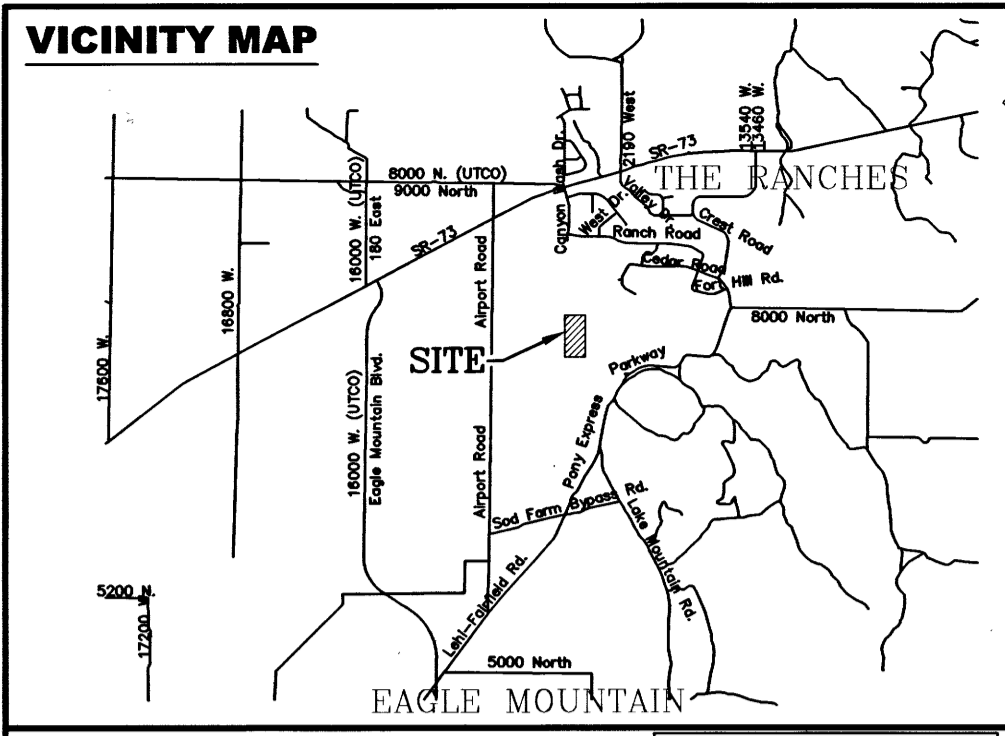 VICINITY MAP
8000 N. (UTCO)
9000 North
16000 W. (UTCO)
180 East
SR-73
16800 W.
17600 W.
Canyon Wash Dr.
2190 West
SR-73
13540 W.
13460 W.
THE RANCHES
Valley Dr.
West Dr.
Ranch Road
Crest Road
Cedar Road
Fort Hill Rd.
8000 North
Airport Road
SITE
Parkway
Pony Express
16000 W. (UTCO)
Eagle Mountain Blvd.
Airport Road
Sod Farm Bypass Rd.
Lake Mountain Rd.
Lehi-Fairfield Rd.
5200 N.
17200 W.
5000 North
EAGLE MOUNTAIN